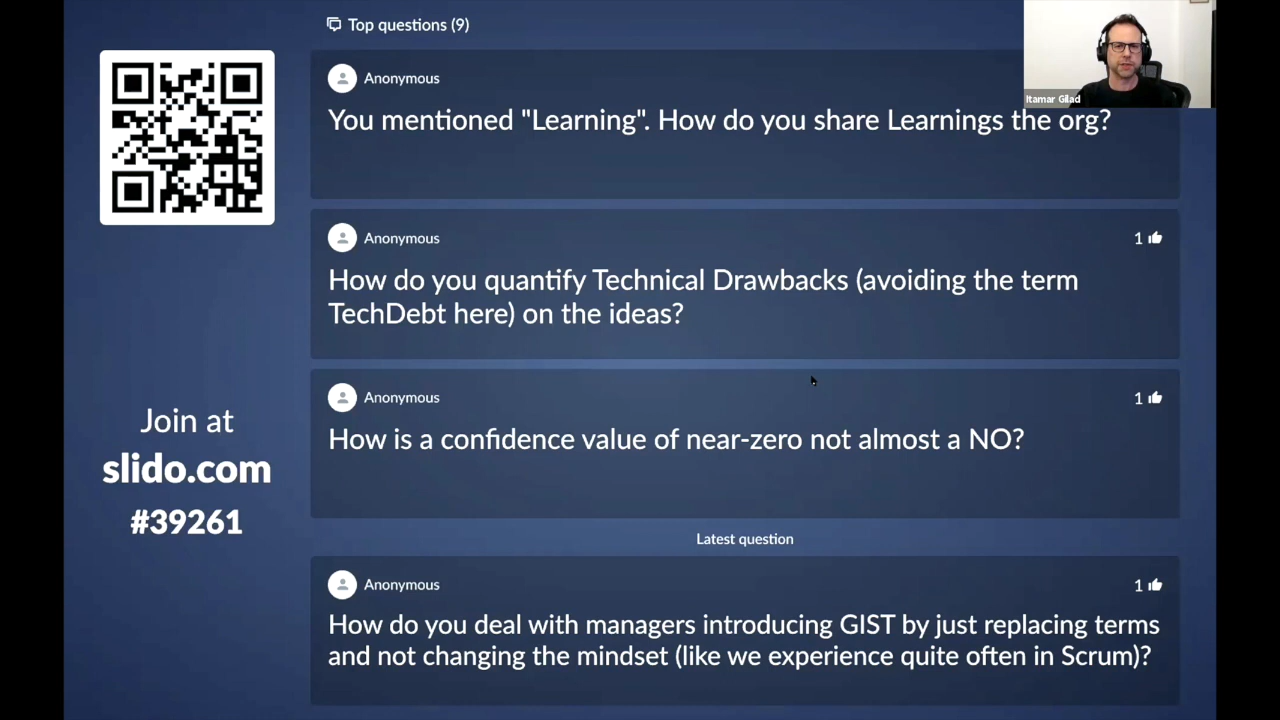 Top questions (9)
Anonymous
You mentioned "Learning". How do you share Learnings the org?
Itamar Gilad
Anonymous
1
How do you quantify Technical Drawbacks (avoiding the term
TechDebt here) on the ideas?
Anonymous
1
How is a confidence value of near-zero not almost a NO?
Join at
slido.com
#39261
Latest question
Anonymous
1
How do you deal with managers introducing GIST by just replacing terms
and not changing the mindset (like we experience quite often in Scrum)?